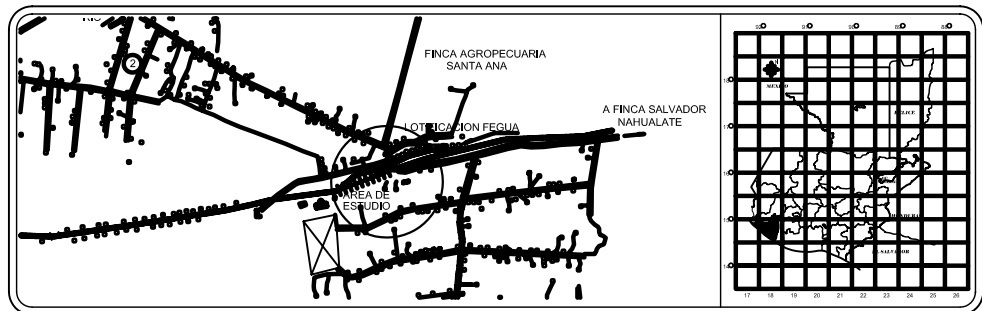 RIO
2
FINCA AGROPECUARIA
SANTA ANA
LOTIFICACION FEGUA
A FINCA SALVADOR
NAHUALATE
AREA DE
ESTUDIO
MEXICO
BELICE
HONDURAS
EL SALVADOR
18
17
16
15
14
17 18 19 20 21 22 23 24 25 26